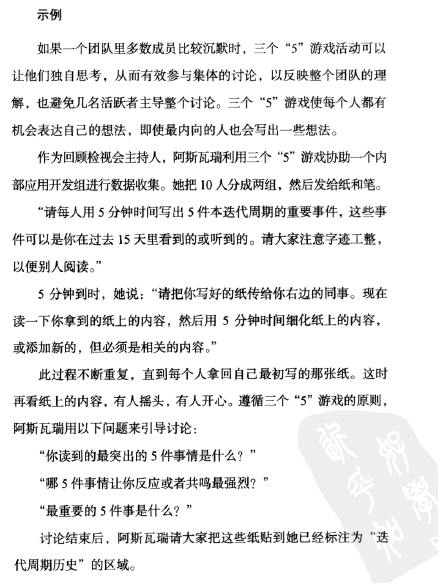 示例
如果一个团队里多数成员比较沉默时，三个“5”游戏活动可以
让他们独自思考，从而有效参与集体的讨论，以反映整个团队的理
解，也避免几名活跃者主导整个讨论。三个“5”游戏使每个人都有
机会表达自己的想法，即使最内向的人也会写出一些想法。
作为回顾检视会主持人，阿斯瓦瑞利用三个“5”游戏协助一个内
部应用开发组进行数据收集。她把 10 人分成两组，然后发给纸和笔。
“请每人用 5 分钟时间写出 5 件本迭代周期的重要事件，这些事
件可以是你在过去 15 天里看到的或听到的。请大家注意字迹工整，
以便别人阅读。”
5 分钟到时，她说：“请把你写好的纸传给你右边的同事。现在
读一下你拿到的纸上的内容，然后用 5 分钟时间细化纸上的内容，
或添加新的，但必须是相关的内容。”
此过程不断重复，直到每个人拿回自己最初写的那张纸。这时
再看纸上的内容，有人摇头，有人开心。遵循三个“5”游戏的原则，
阿斯瓦瑞用以下问题来引导讨论：
“你读到的最突出的 5 件事情是什么？”
“哪 5 件事情让你反应或者共鸣最强烈？”
“最重要的 5 件事是什么？”
讨论结束后，阿斯瓦瑞请大家把这些纸贴到她已经标注为“迭
代周期历史”的区域。